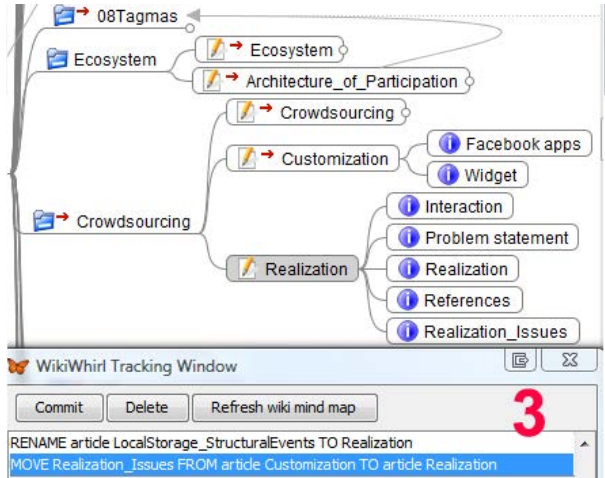 08Tagmas
Ecosystem
Ecosystem
Architecture_of_Participation
Crowdsourcing
Crowdsourcing
Customization
Facebook apps
Widget
Realization
Interaction
Problem statement
Realization
References
Realization_Issues
WikiWhirl Tracking Window
Commit
Delete
Refresh wiki mind map
3
RENAME article LocalStorage_StructuralEvents TO Realization
MOVE Realization_Issues FROM article Customization TO article Realization